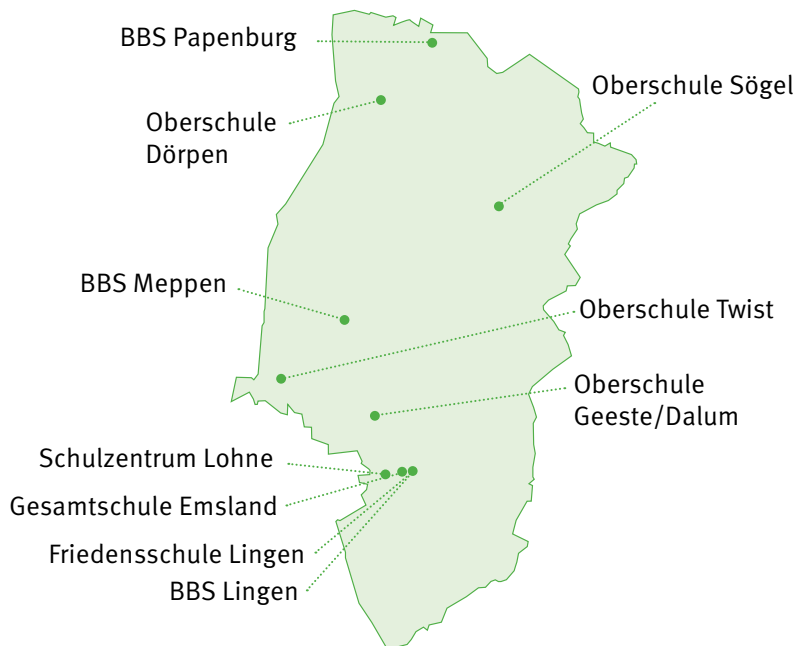 BBS Papenburg
Oberschule Sögel
Oberschule
Dörpen
BBS Meppen
Oberschule Twist
Oberschule
Geeste/Dalum
Schulzentrum Lohne
Gesamtschule Emsland
Friedensschule Lingen
BBS Lingen